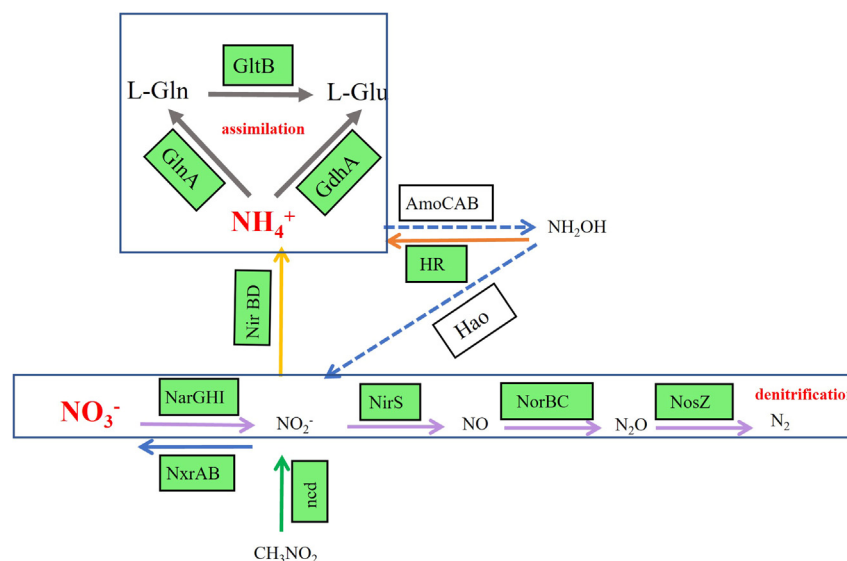 GltB
L-Gln
L-Glu
assimilation
GlnA
GdhA
NH₄⁺
AmoCAB
NH₂OH
HR
Nir BD
Hao
NarGHI
NirS
NorBC
NosZ
denitrification
NO₃⁻
NO₂⁻
NO
N₂O
N₂
NxrAB
ncd
CH₃NO₂